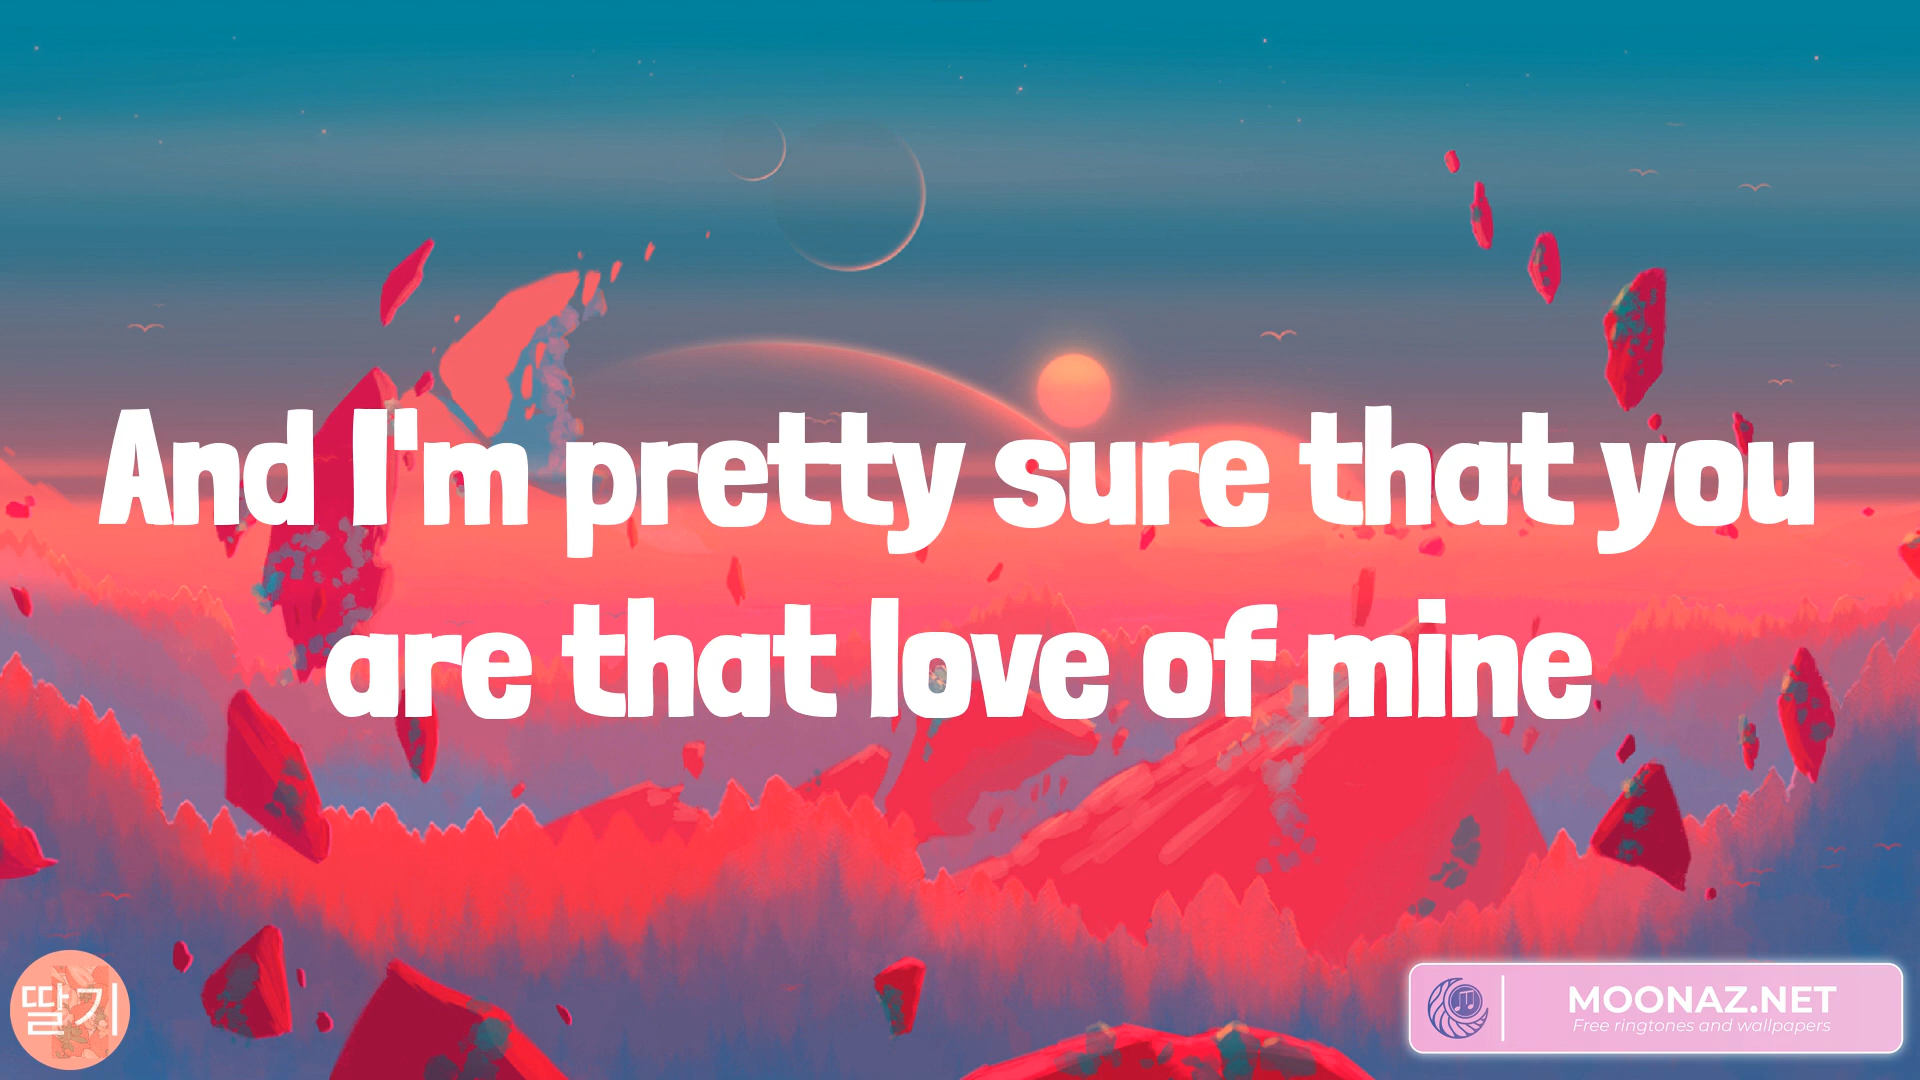 And I'm pretty sure that you
are that love of mine
딸기
MOONAZ.NET
Free ringtones and wallpapers